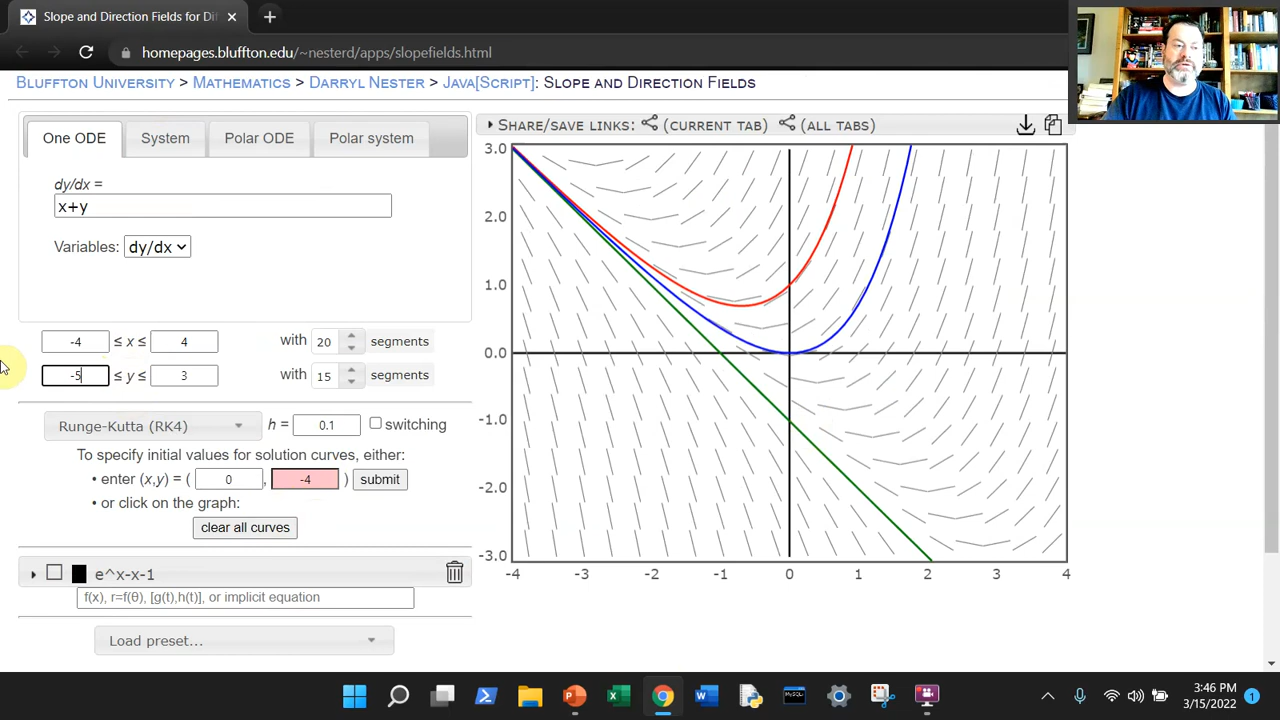 Slope and Direction Fields for Dif
homepages.bluffton.edu/~nesterd/apps/slopefields.html
BLUFFTON UNIVERSITY > MATHEMATICS > DARRYL NESTER > JAVA[SCRIPT]: SLOPE AND DIRECTION FIELDS
One ODE System Polar ODE Polar system
dy/dx =
x+y
Variables: dy/dx
-4 ≤ x ≤ 4 with 20 segments
-5 ≤ y ≤ 3 with 15 segments
Runge-Kutta (RK4) h = 0.1 switching
To specify initial values for solution curves, either:
• enter (x,y) = ( 0 , -4 ) submit
• or click on the graph:
clear all curves
e^x-x-1
f(x), r=f(θ), [g(t),h(t)], or implicit equation
Load preset...
SHARE/SAVE LINKS: (CURRENT TAB) (ALL TABS)
3.0
2.0
1.0
0.0
-1.0
-2.0
-3.0
-4 -3 -2 -1 0 1 2 3 4
3:46 PM
3/15/2022
1